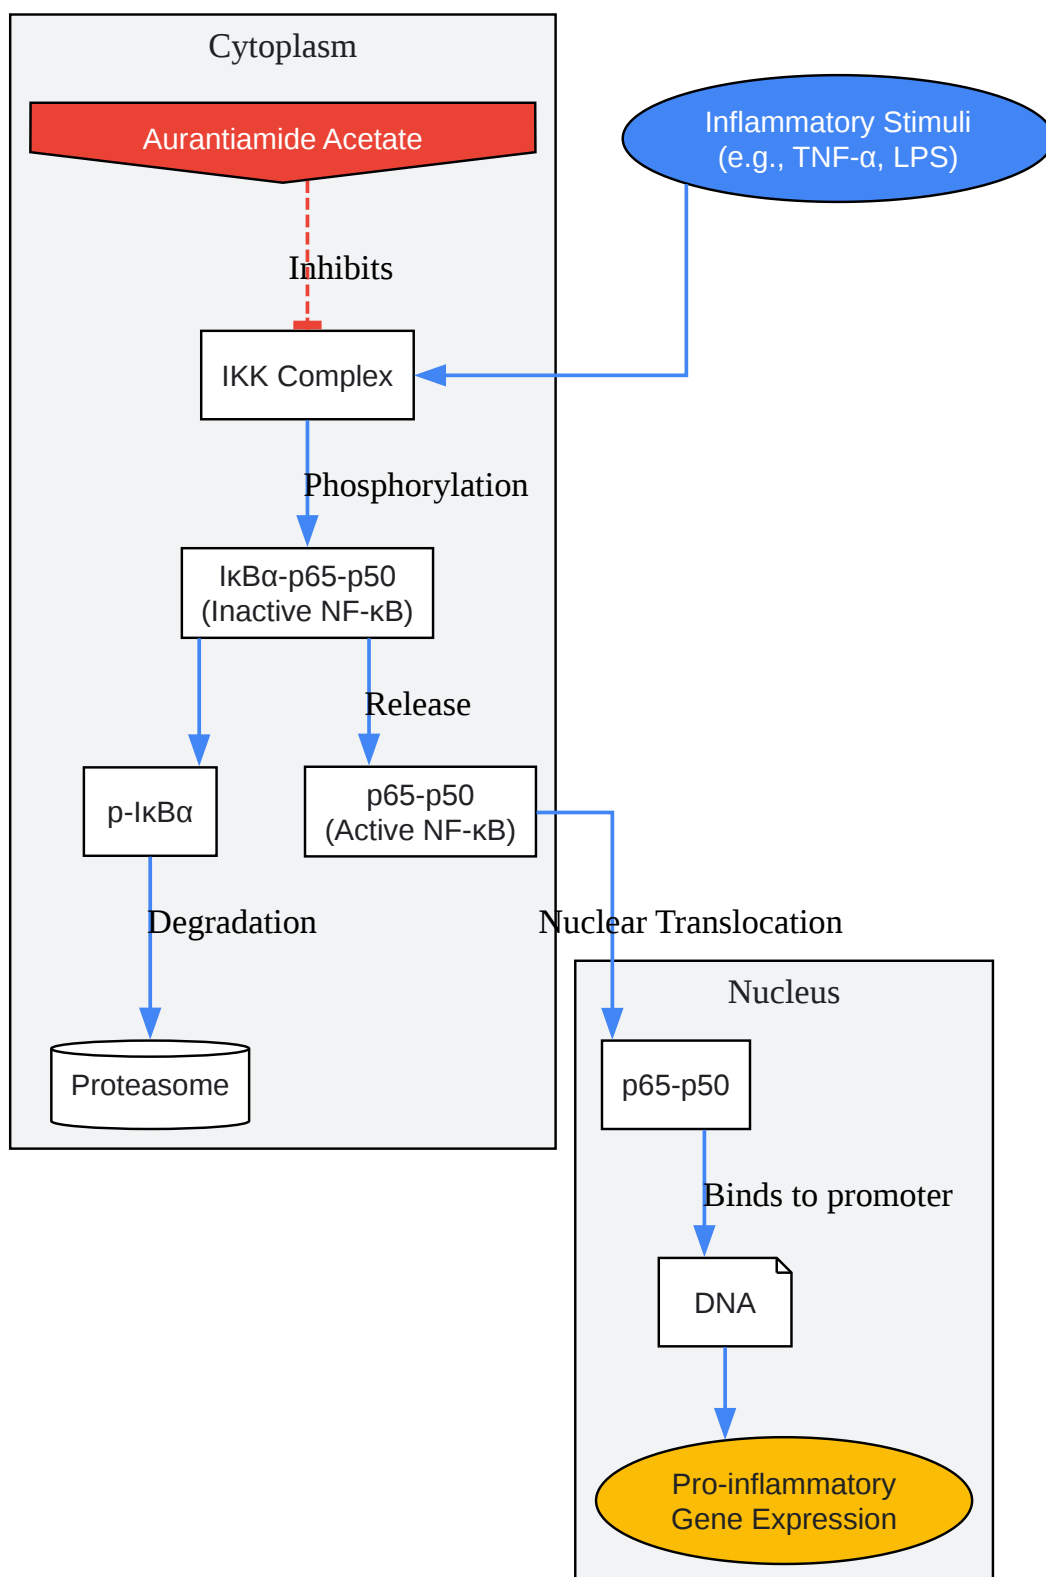 Cytoplasm
Aurantiamide Acetate
Inflammatory Stimuli
(e.g., TNF-α, LPS)
Inhibits
IKK Complex
Phosphorylation
IκBα-p65-p50
(Inactive NF-κB)
Release
p-IκBα
p65-p50
(Active NF-κB)
Degradation
Nuclear Translocation
Nucleus
Proteasome
p65-p50
Binds to promoter
DNA
Pro-inflammatory
Gene Expression